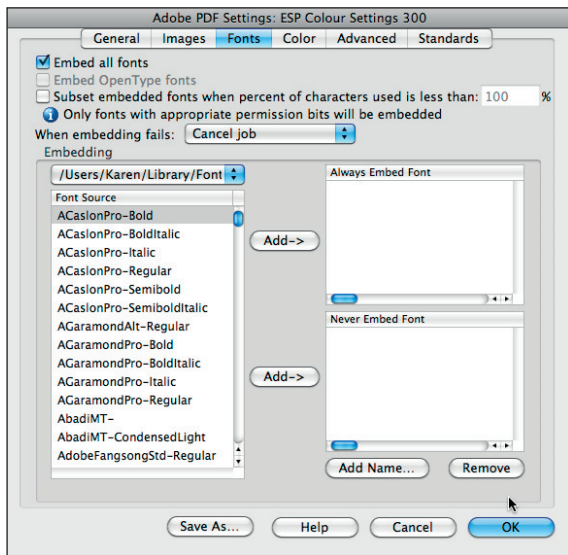 Adobe PDF Settings: ESP Colour Settings 300
General Images Fonts Color Advanced Standards
Embed all fonts
Embed OpenType fonts
Subset embedded fonts when percent of characters used is less than: 100 %
Only fonts with appropriate permission bits will be embedded
When embedding fails: Cancel job
Embedding
/Users/Karen/Library/Font
Font Source
ACaslonPro-Bold
ACaslonPro-BoldItalic
ACaslonPro-Italic
ACaslonPro-Regular
ACaslonPro-Semibold
ACaslonPro-SemiboldItalic
AGaramondAlt-Regular
AGaramondPro-Bold
AGaramondPro-BoldItalic
AGaramondPro-Italic
AGaramondPro-Regular
AbadiMT-
AbadiMT-CondensedLight
AdobeFangsongStd-Regular
Add->
Add->
Always Embed Font
Never Embed Font
Add Name... Remove
Save As... Help Cancel OK